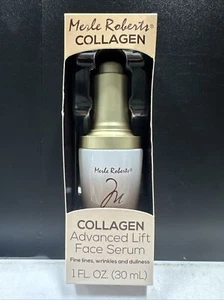 Merle Roberts®
COLLAGEN
Merle Roberts®
M
COLLAGEN
Advanced Lift
Face Serum
Fine lines, wrinkles and dullness
1 FL. OZ. (30 mL)